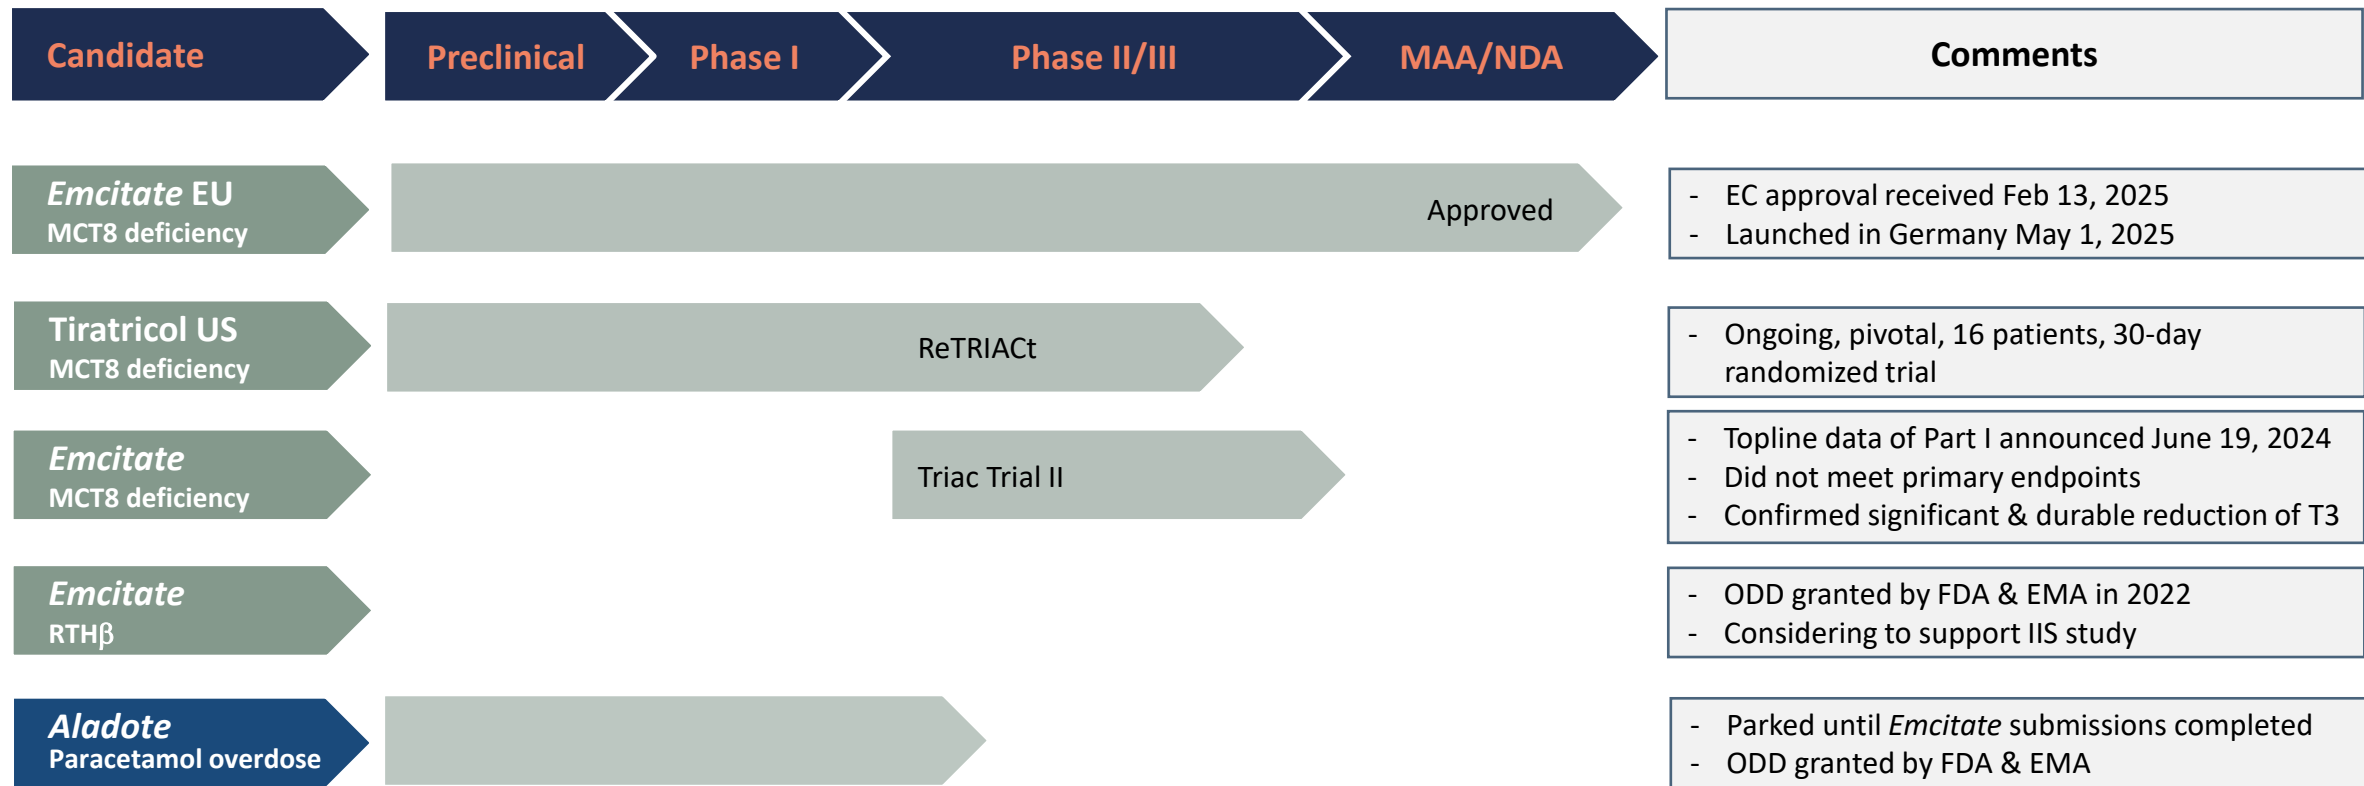 Candidate
Preclinical
Phase I
Phase II/III
MAA/NDA
Comments
Emcitate EU
MCT8 deficiency
Approved
- EC approval received Feb 13, 2025
- Launched in Germany May 1, 2025
Tiratricol US
MCT8 deficiency
ReTRIACt
- Ongoing, pivotal, 16 patients, 30-day
randomized trial
Emcitate
MCT8 deficiency
Triac Trial II
- Topline data of Part I announced June 19, 2024
- Did not meet primary endpoints
- Confirmed significant & durable reduction of T3
Emcitate
RTHβ
- ODD granted by FDA & EMA in 2022
- Considering to support IIS study
Aladote
Paracetamol overdose
- Parked until Emcitate submissions completed
- ODD granted by FDA & EMA